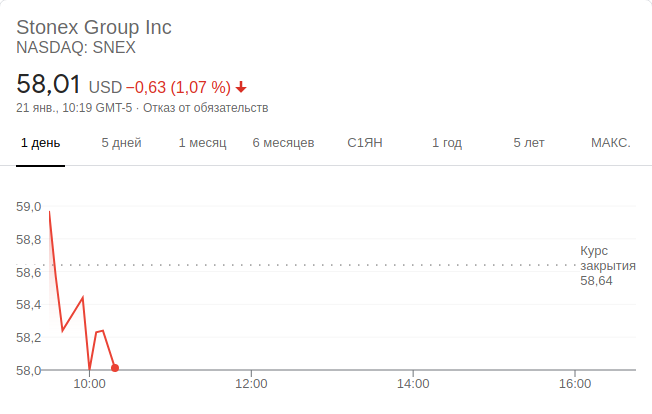 Stonex Group Inc
NASDAQ: SNEX
58,01 USD −0,63 (1,07 %)
21 янв., 10:19 GMT-5 · Отказ от обязательств
1 день 5 дней 1 месяц 6 месяцев С1ЯН 1 год 5 лет МАКС.
59,0
58,8
Курс
закрытия
58,64
58,6
58,4
58,2
58,0
10:00 12:00 14:00 16:00